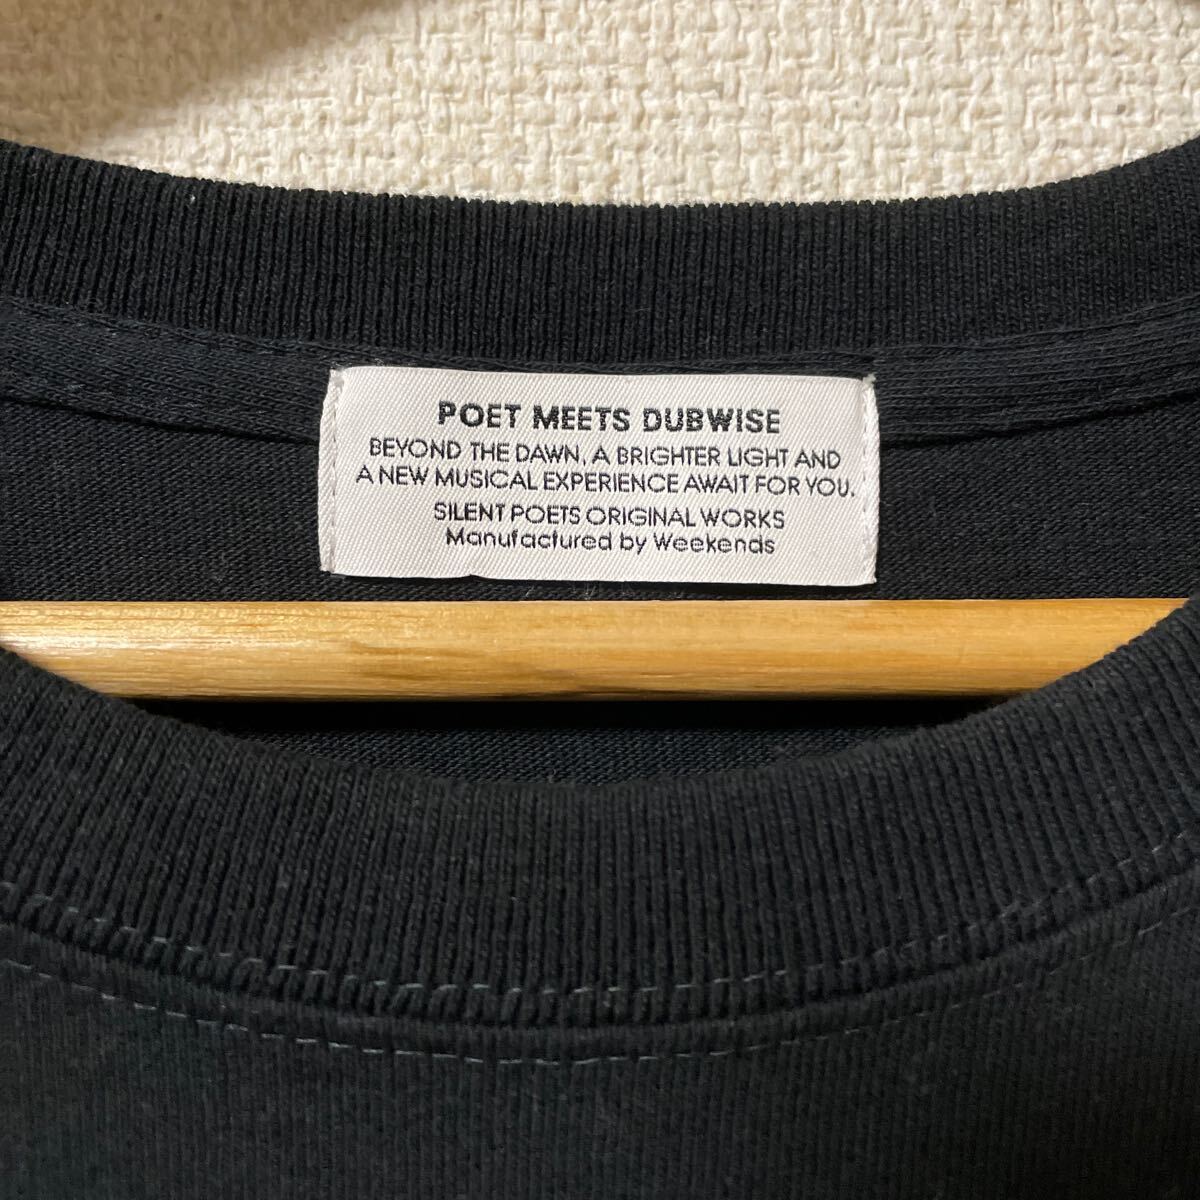 POET MEETS DUBWISE
BEYOND THE DAWN, A BRIGHTER LIGHT AND
A NEW MUSICAL EXPERIENCE AWAIT FOR YOU.
SILENT POETS ORIGINAL WORKS
Manufactured by Weekends